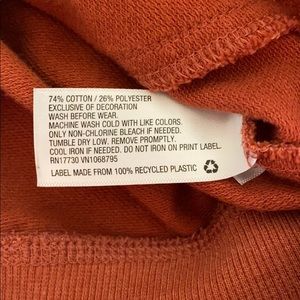 74% COTTON / 26% POLYESTER
EXCLUSIVE OF DECORATION
WASH BEFORE WEAR.
MACHINE WASH COLD WITH LIKE COLORS.
ONLY NON-CHLORINE BLEACH IF NEEDED.
TUMBLE DRY LOW. REMOVE PROMPTLY.
COOL IRON IF NEEDED. DO NOT IRON ON PRINT LABEL.
RN17730 VN1068795
LABEL MADE FROM 100% RECYCLED PLASTIC